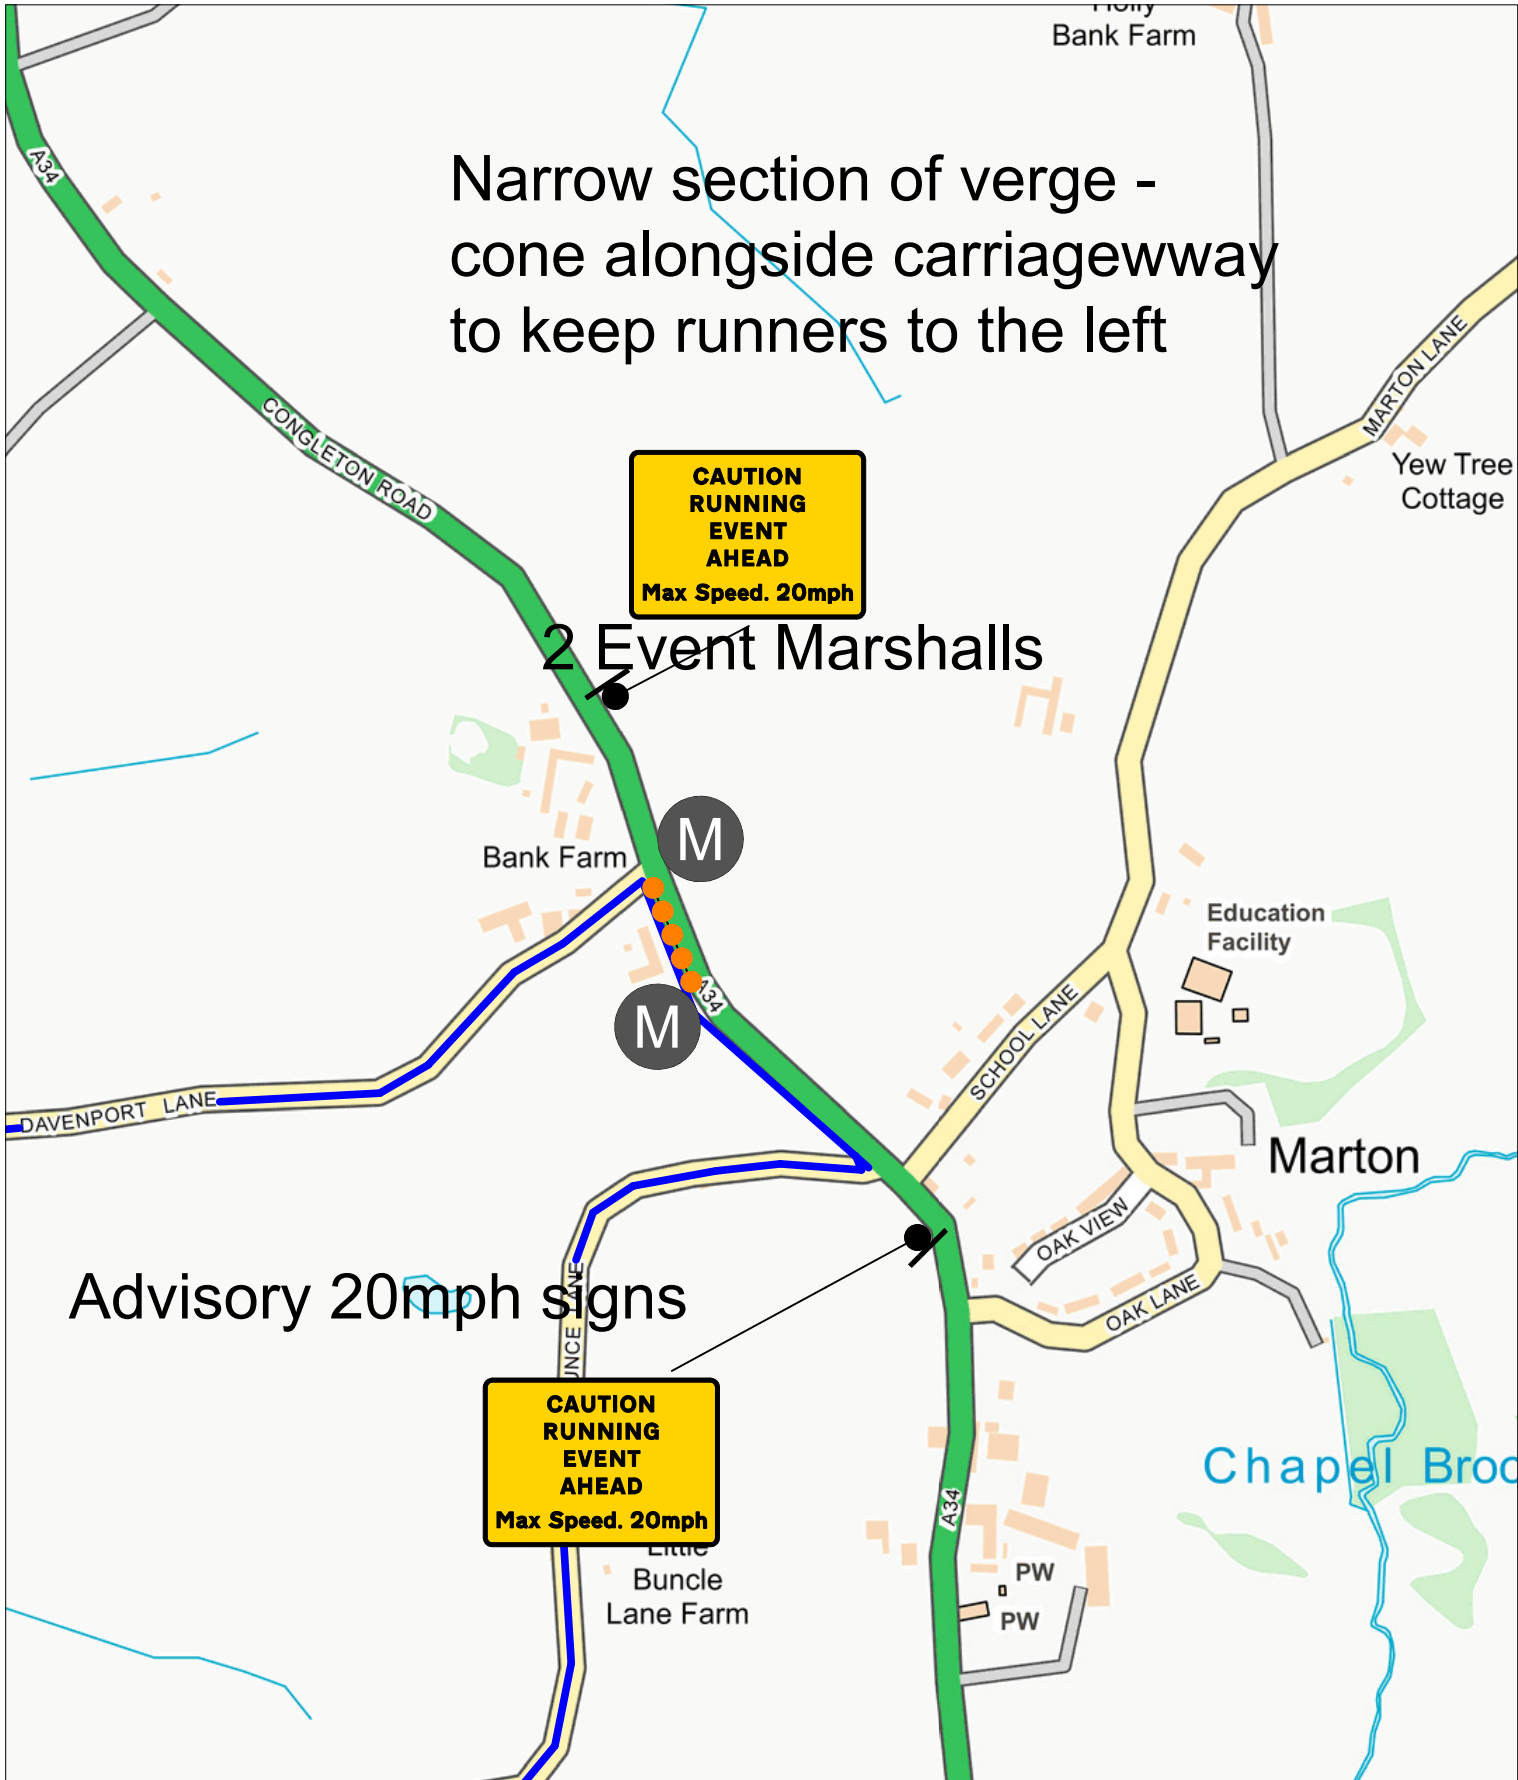 Bank Farm
A34
Narrow section of verge -
cone alongside carriagewway
to keep runners to the left
MARTON LANE
CONGLETON ROAD
Yew Tree
Cottage
CAUTION
RUNNING
EVENT
AHEAD
Max Speed. 20mph
2 Event Marshalls
M
Bank Farm
Education
Facility
A34
M
SCHOOL LANE
DAVENPORT LANE
Marton
OAK VIEW
Advisory 20mph signs
OAK LANE
LANE
CAUTION
RUNNING
EVENT
AHEAD
Max Speed. 20mph
Chapel Broo
A34
Little
Buncle
Lane Farm
PW
PW